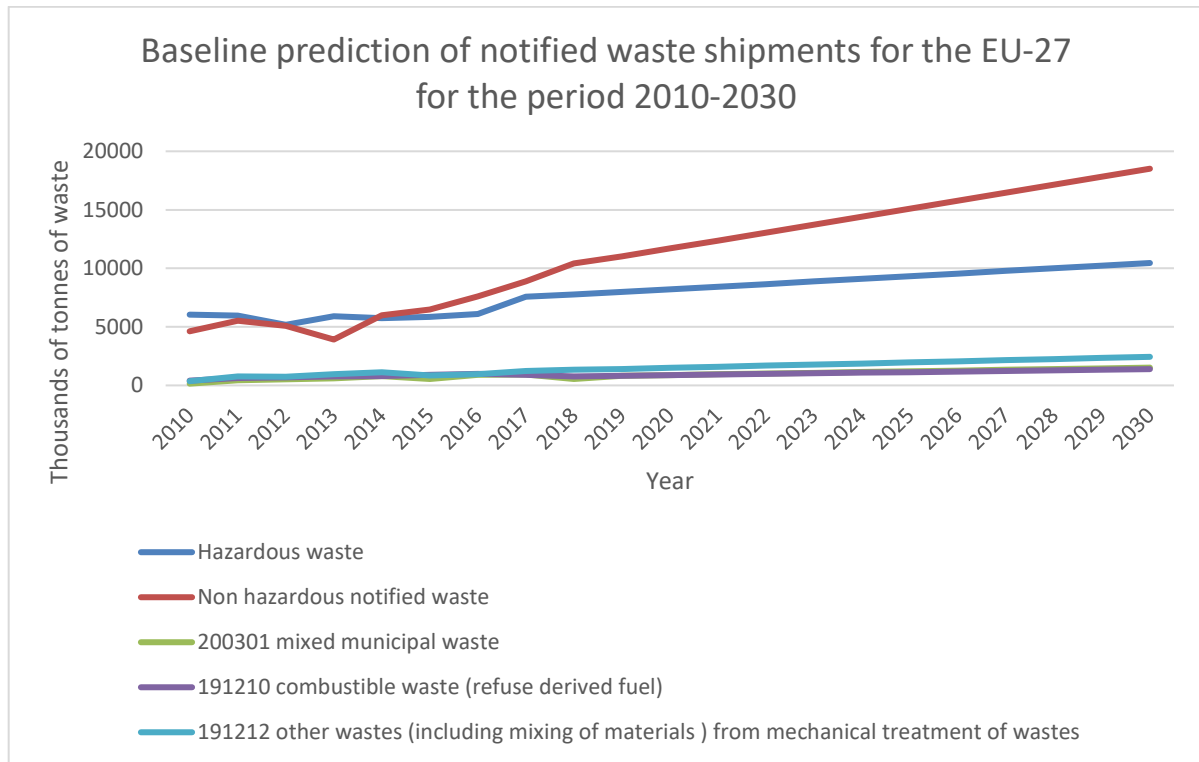 Baseline prediction of notified waste shipments for the EU-27
for the period 2010-2030
Thousands of tonnes of waste
20000
15000
10000
5000
0
2010
2011
2012
2013
2014
2015
2016
2017
2018
2019
2020
2021
2022
2023
2024
2025
2026
2027
2028
2029
2030
Year
Hazardous waste
Non hazardous notified waste
200301 mixed municipal waste
191210 combustible waste (refuse derived fuel)
191212 other wastes (including mixing of materials ) from mechanical treatment of wastes